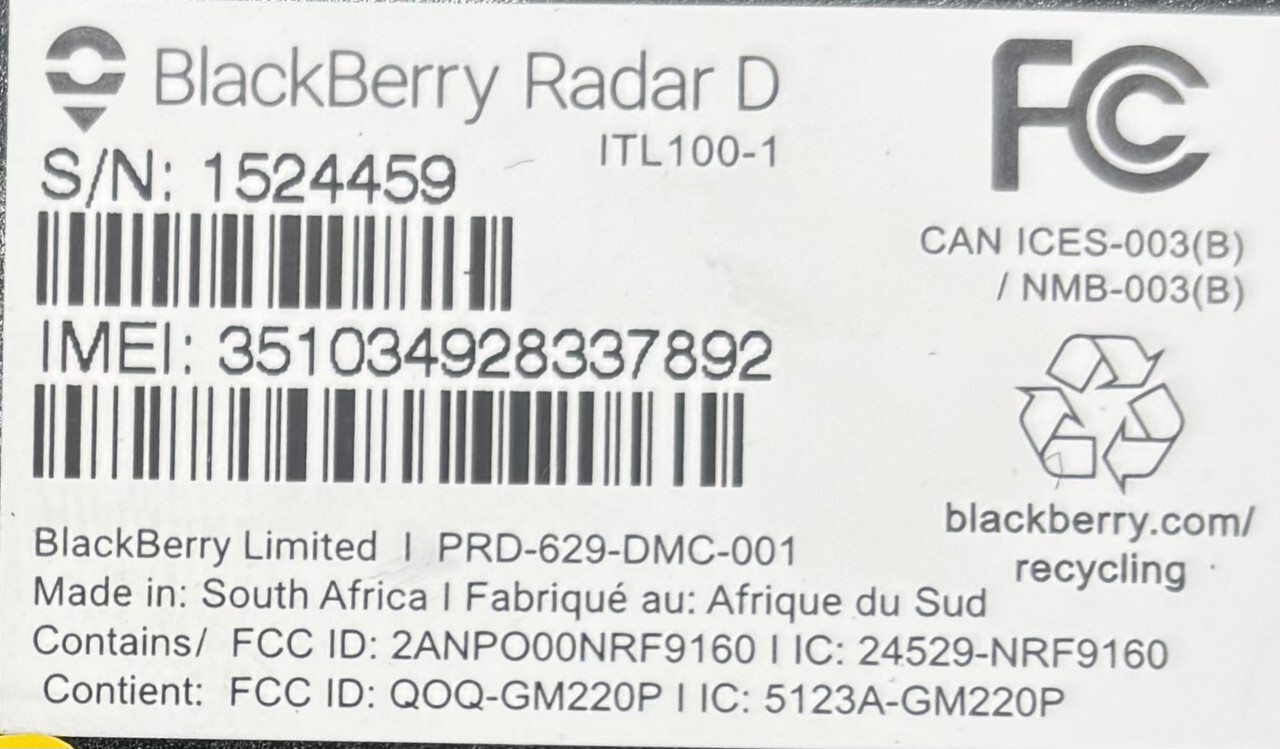 BlackBerry Radar D
ITL100-1
S/N: 1524459
IMEI: 351034928337892
BlackBerry Limited | PRD-629-DMC-001
Made in: South Africa | Fabriqué au: Afrique du Sud
Contains/ FCC ID: 2ANPO00NRF9160 | IC: 24529-NRF9160
Contient: FCC ID: QOQ-GM220P | IC: 5123A-GM220P
FC
CAN ICES-003(B)
/ NMB-003(B)
blackberry.com/
recycling